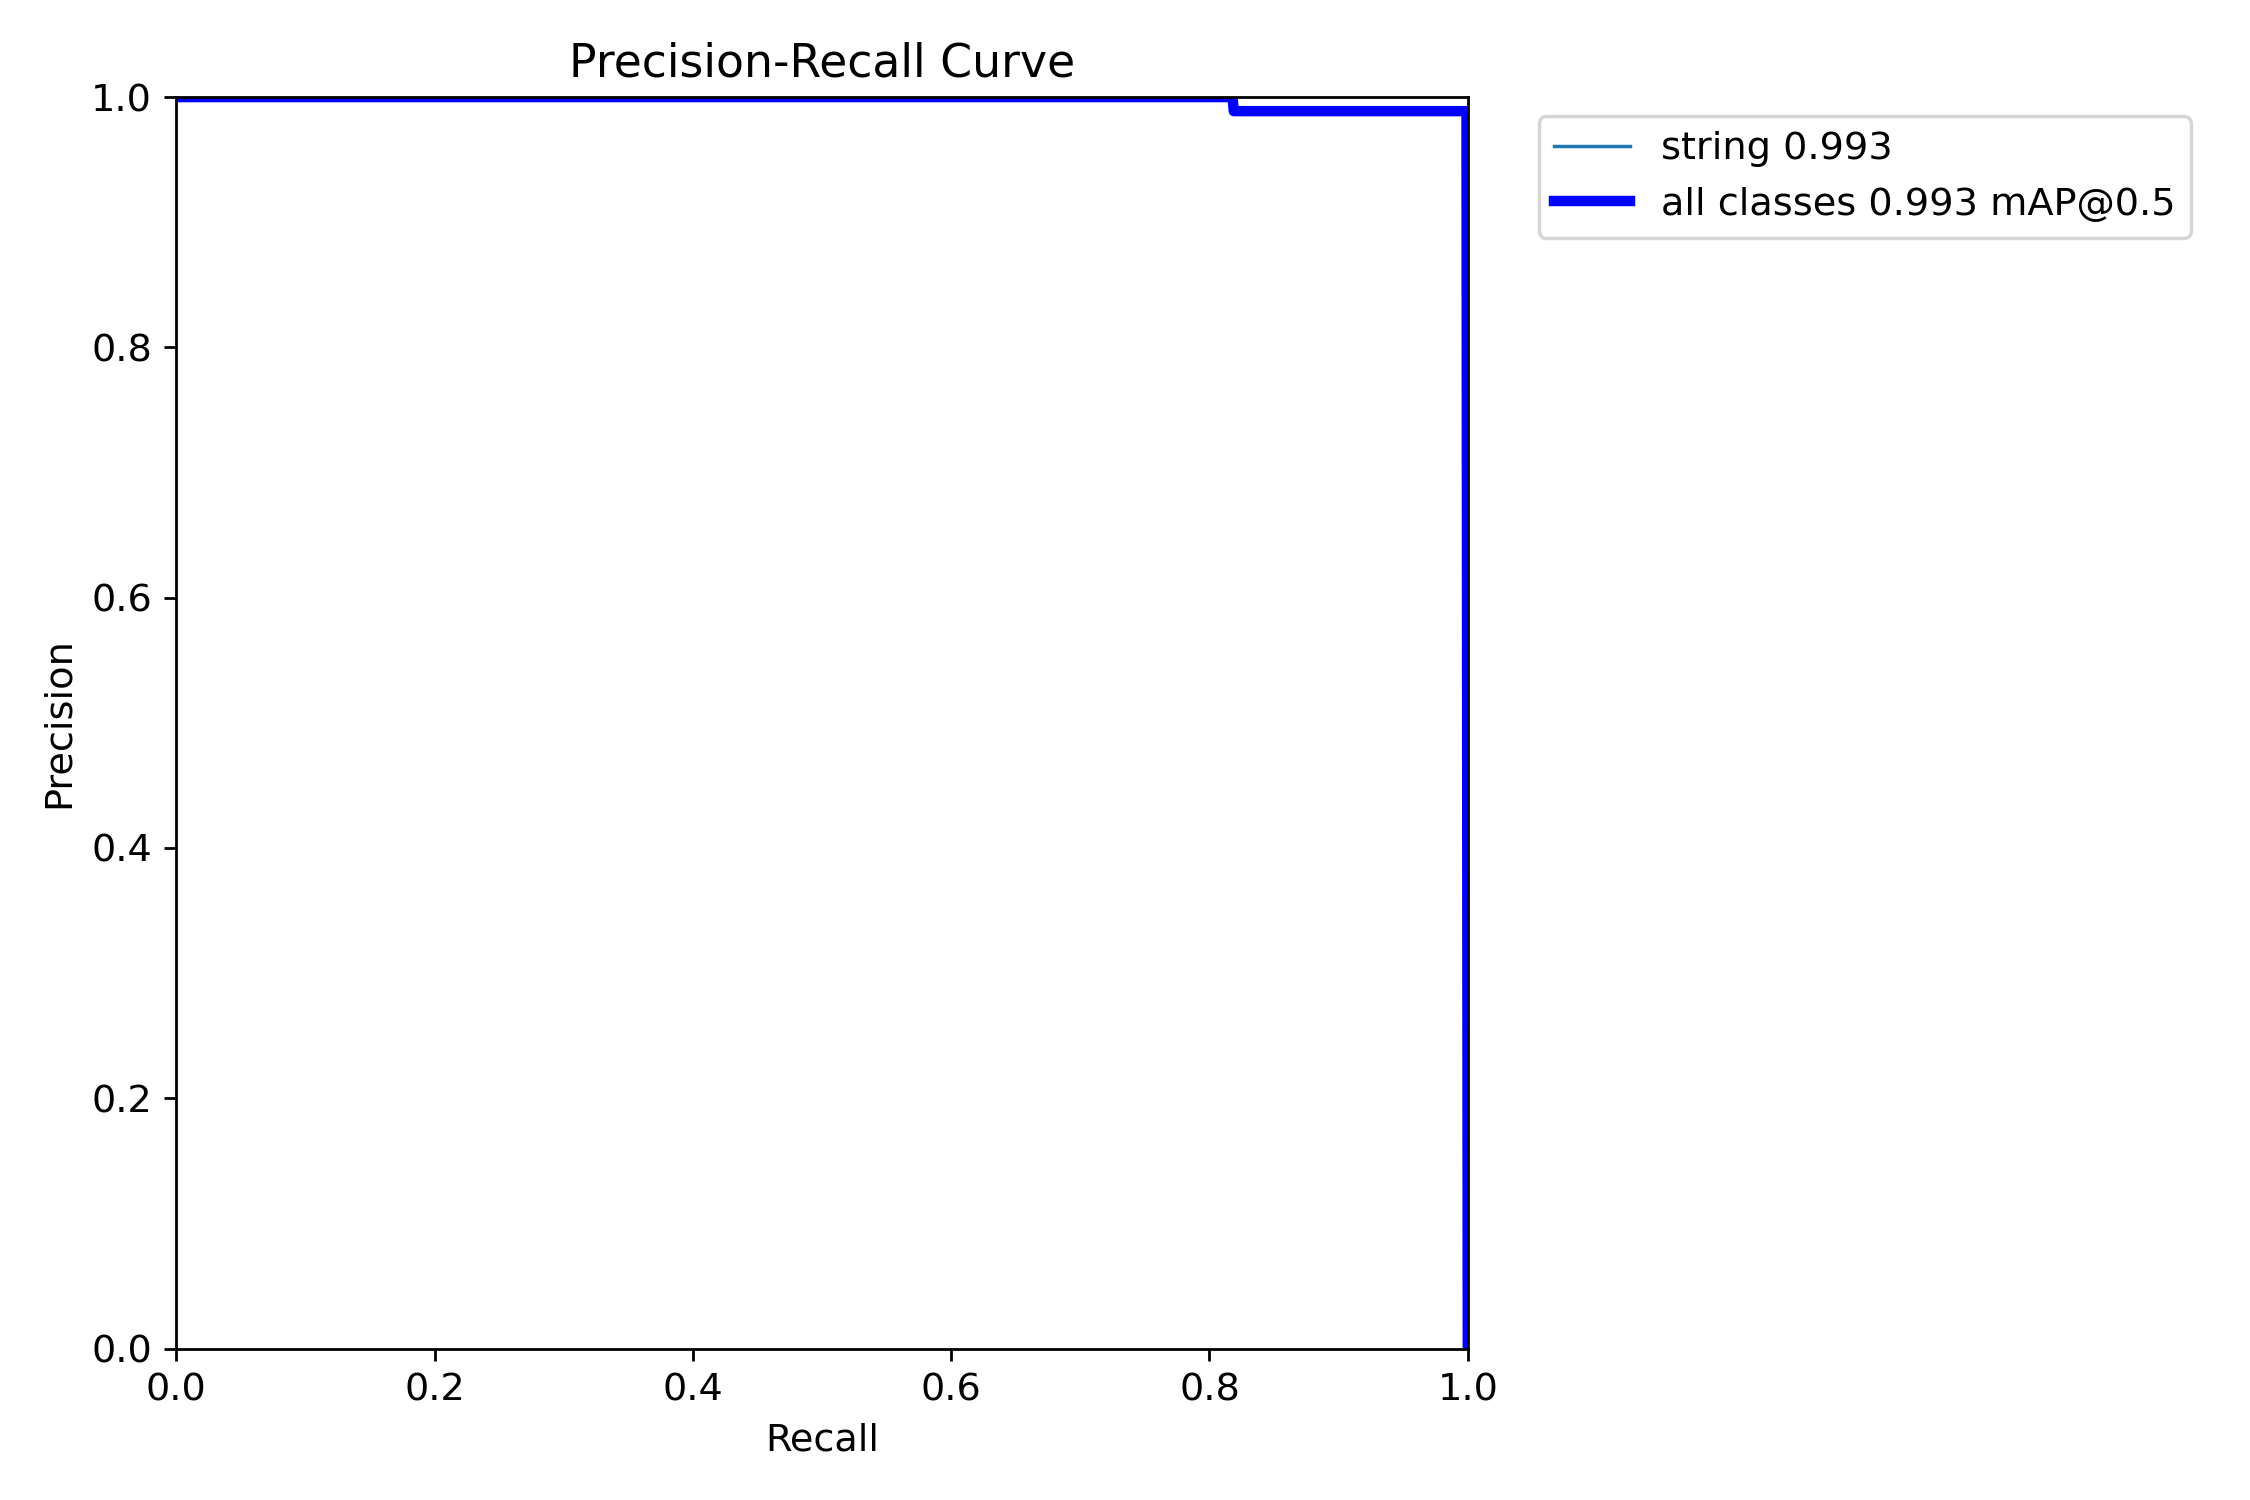 Precision-Recall Curve
1.0
0.8
0.6
0.4
0.2
0.0
Precision
0.0 0.2 0.4 0.6 0.8 1.0
Recall
string 0.993
all classes 0.993 mAP@0.5